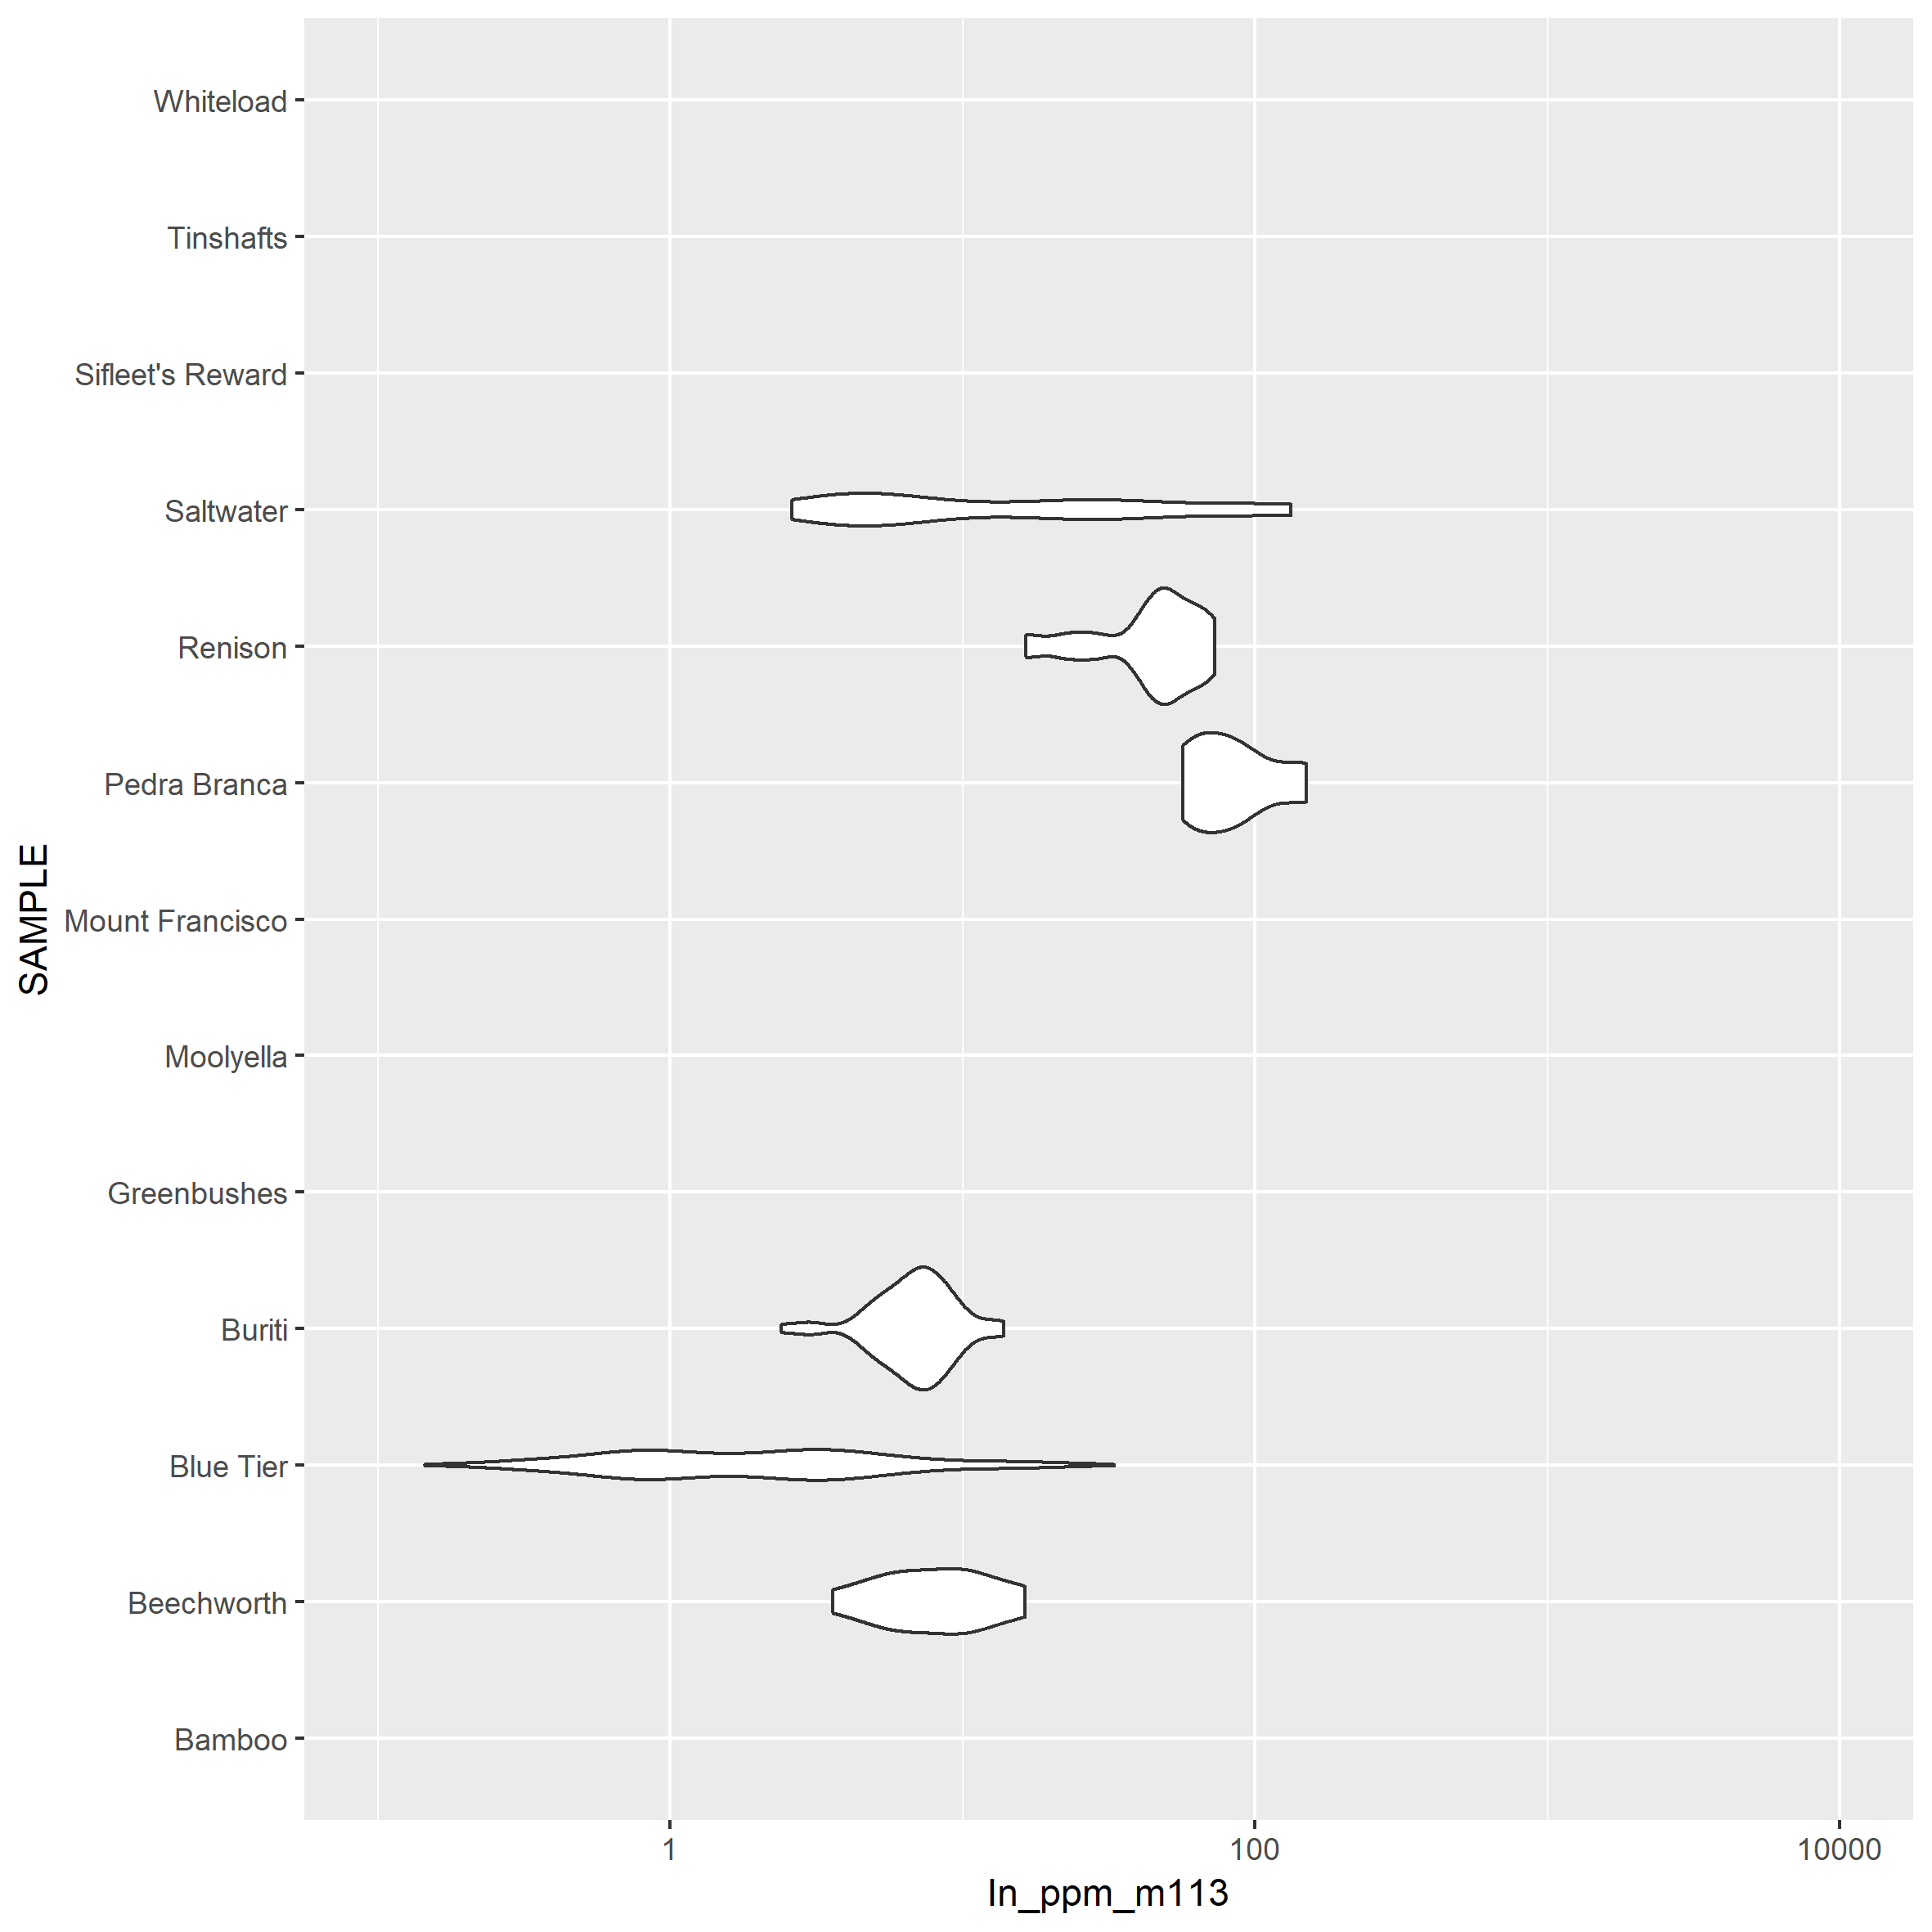 Whiteload
Tinshafts
Sifleet's Reward
Saltwater
Renison
Pedra Branca
Mount Francisco
Moolyella
Greenbushes
Buriti
Blue Tier
Beechworth
Bamboo
SAMPLE
1
100
10000
In_ppm_m113